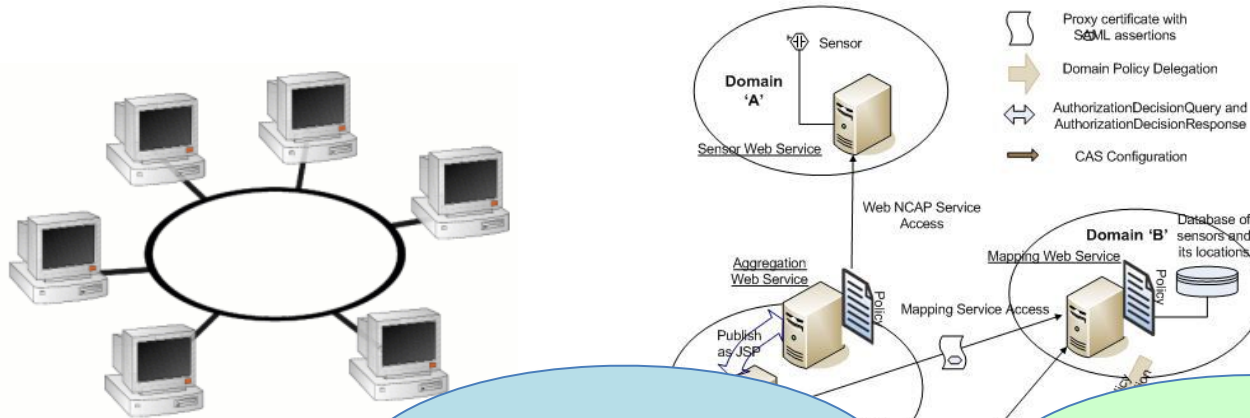 Proxy certificate with
SAML assertions
Sensor
Domain Policy Delegation
Domain
'A'
AuthorizationDecisionQuery and
AuthorizationDecisionResponse
Sensor Web Service
CAS Configuration
Web NCAP Service
Access
Database of
sensors and
its locations
Domain 'B'
Mapping Web Service
Aggregation
Web Service
Policy
Policy
Mapping Service Access
Publish
as JSP